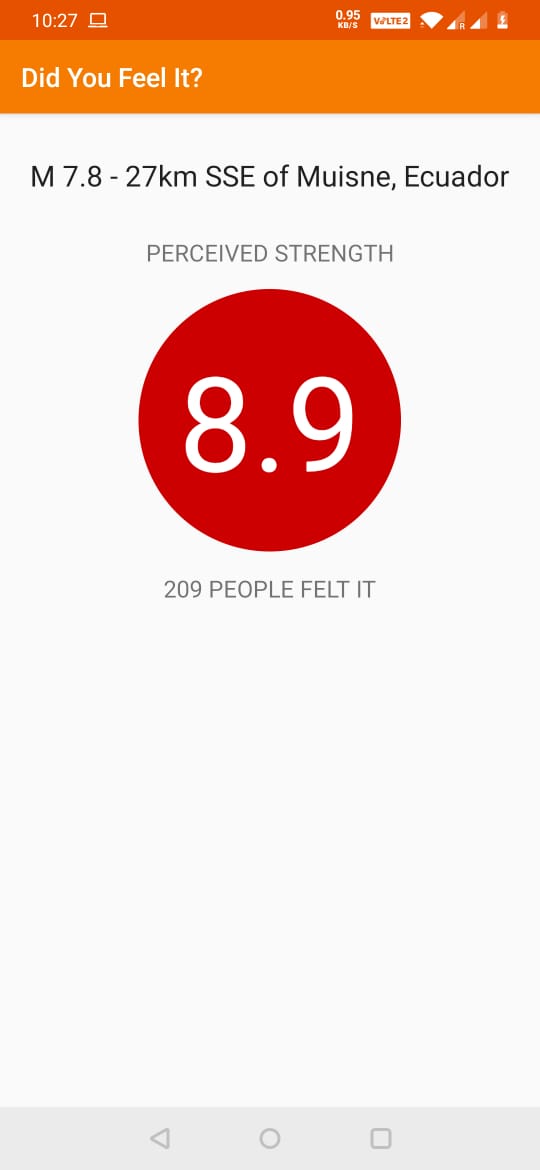 10:27 0.95 KB/S VoLTE2 R
Did You Feel It?
M 7.8 - 27km SSE of Muisne, Ecuador
PERCEIVED STRENGTH
8.9
209 PEOPLE FELT IT